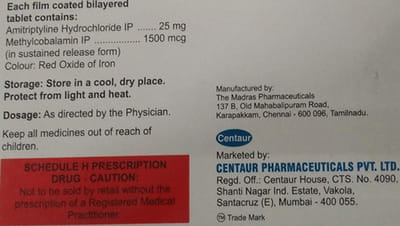 Each film coated bilayered
tablet contains:
Amitriptyline Hydrochloride IP ....... 25 mg
Methylcobalamin IP ................. 1500 mcg
(in sustained release form)
Colour: Red Oxide of Iron
Storage: Store in a cool, dry place.
Protect from light and heat.
Dosage: As directed by the Physician.
Keep all medicines out of reach of
children.
SCHEDULE H PRESCRIPTION
DRUG - CAUTION:
Not to be sold by retail without the
prescription of a Registered Medical
Practitioner.
Manufactured by:
The Madras Pharmaceuticals
137 B, Old Mahabalipuram Road,
Karapakkam, Chennai - 600 096, Tamilnadu.
Centaur
Marketed by:
CENTAUR PHARMACEUTICALS PVT. LTD.
Regd. Off.: Centaur House, CTS. No. 4090,
Shanti Nagar Ind. Estate, Vakola,
Santacruz (E), Mumbai - 400 055.
TM Trade Mark